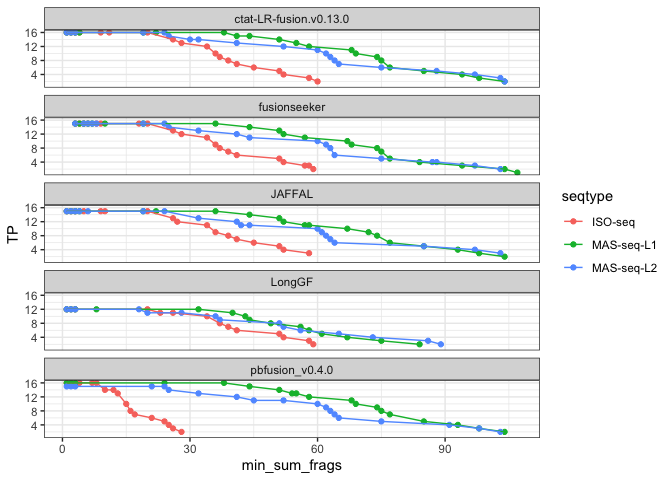 ctat-LR-fusion.v0.13.0
16
12
8
4
fusionseeker
16
12
8
4
JAFFAL
16
12
8
4
LongGF
16
12
8
4
pbfusion_v0.4.0
16
12
8
4
0 30 60 90
min_sum_frags
TP
seqtype
ISO-seq
MAS-seq-L1
MAS-seq-L2